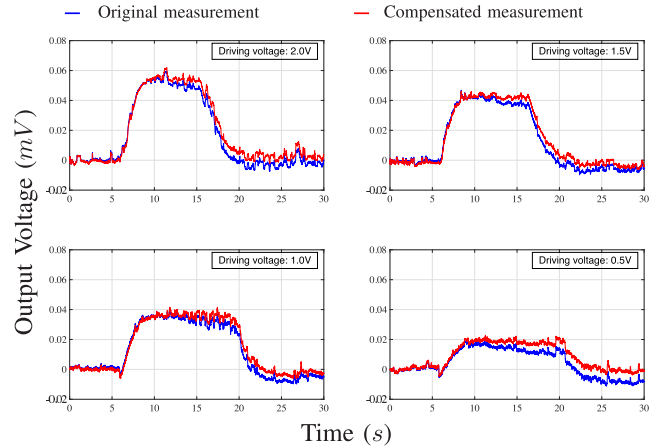 Original measurement
Compensated measurement
Output Voltage (mV)
0.08
0.06
0.04
0.02
0
-0.02
0 5 10 15 20 25 30
Driving voltage: 2.0V
0.08
0.06
0.04
0.02
0
-0.02
0 5 10 15 20 25 30
Driving voltage: 1.5V
0.08
0.06
0.04
0.02
0
-0.02
0 5 10 15 20 25 30
Driving voltage: 1.0V
0.08
0.06
0.04
0.02
0
-0.02
0 5 10 15 20 25 30
Driving voltage: 0.5V
Time (s)